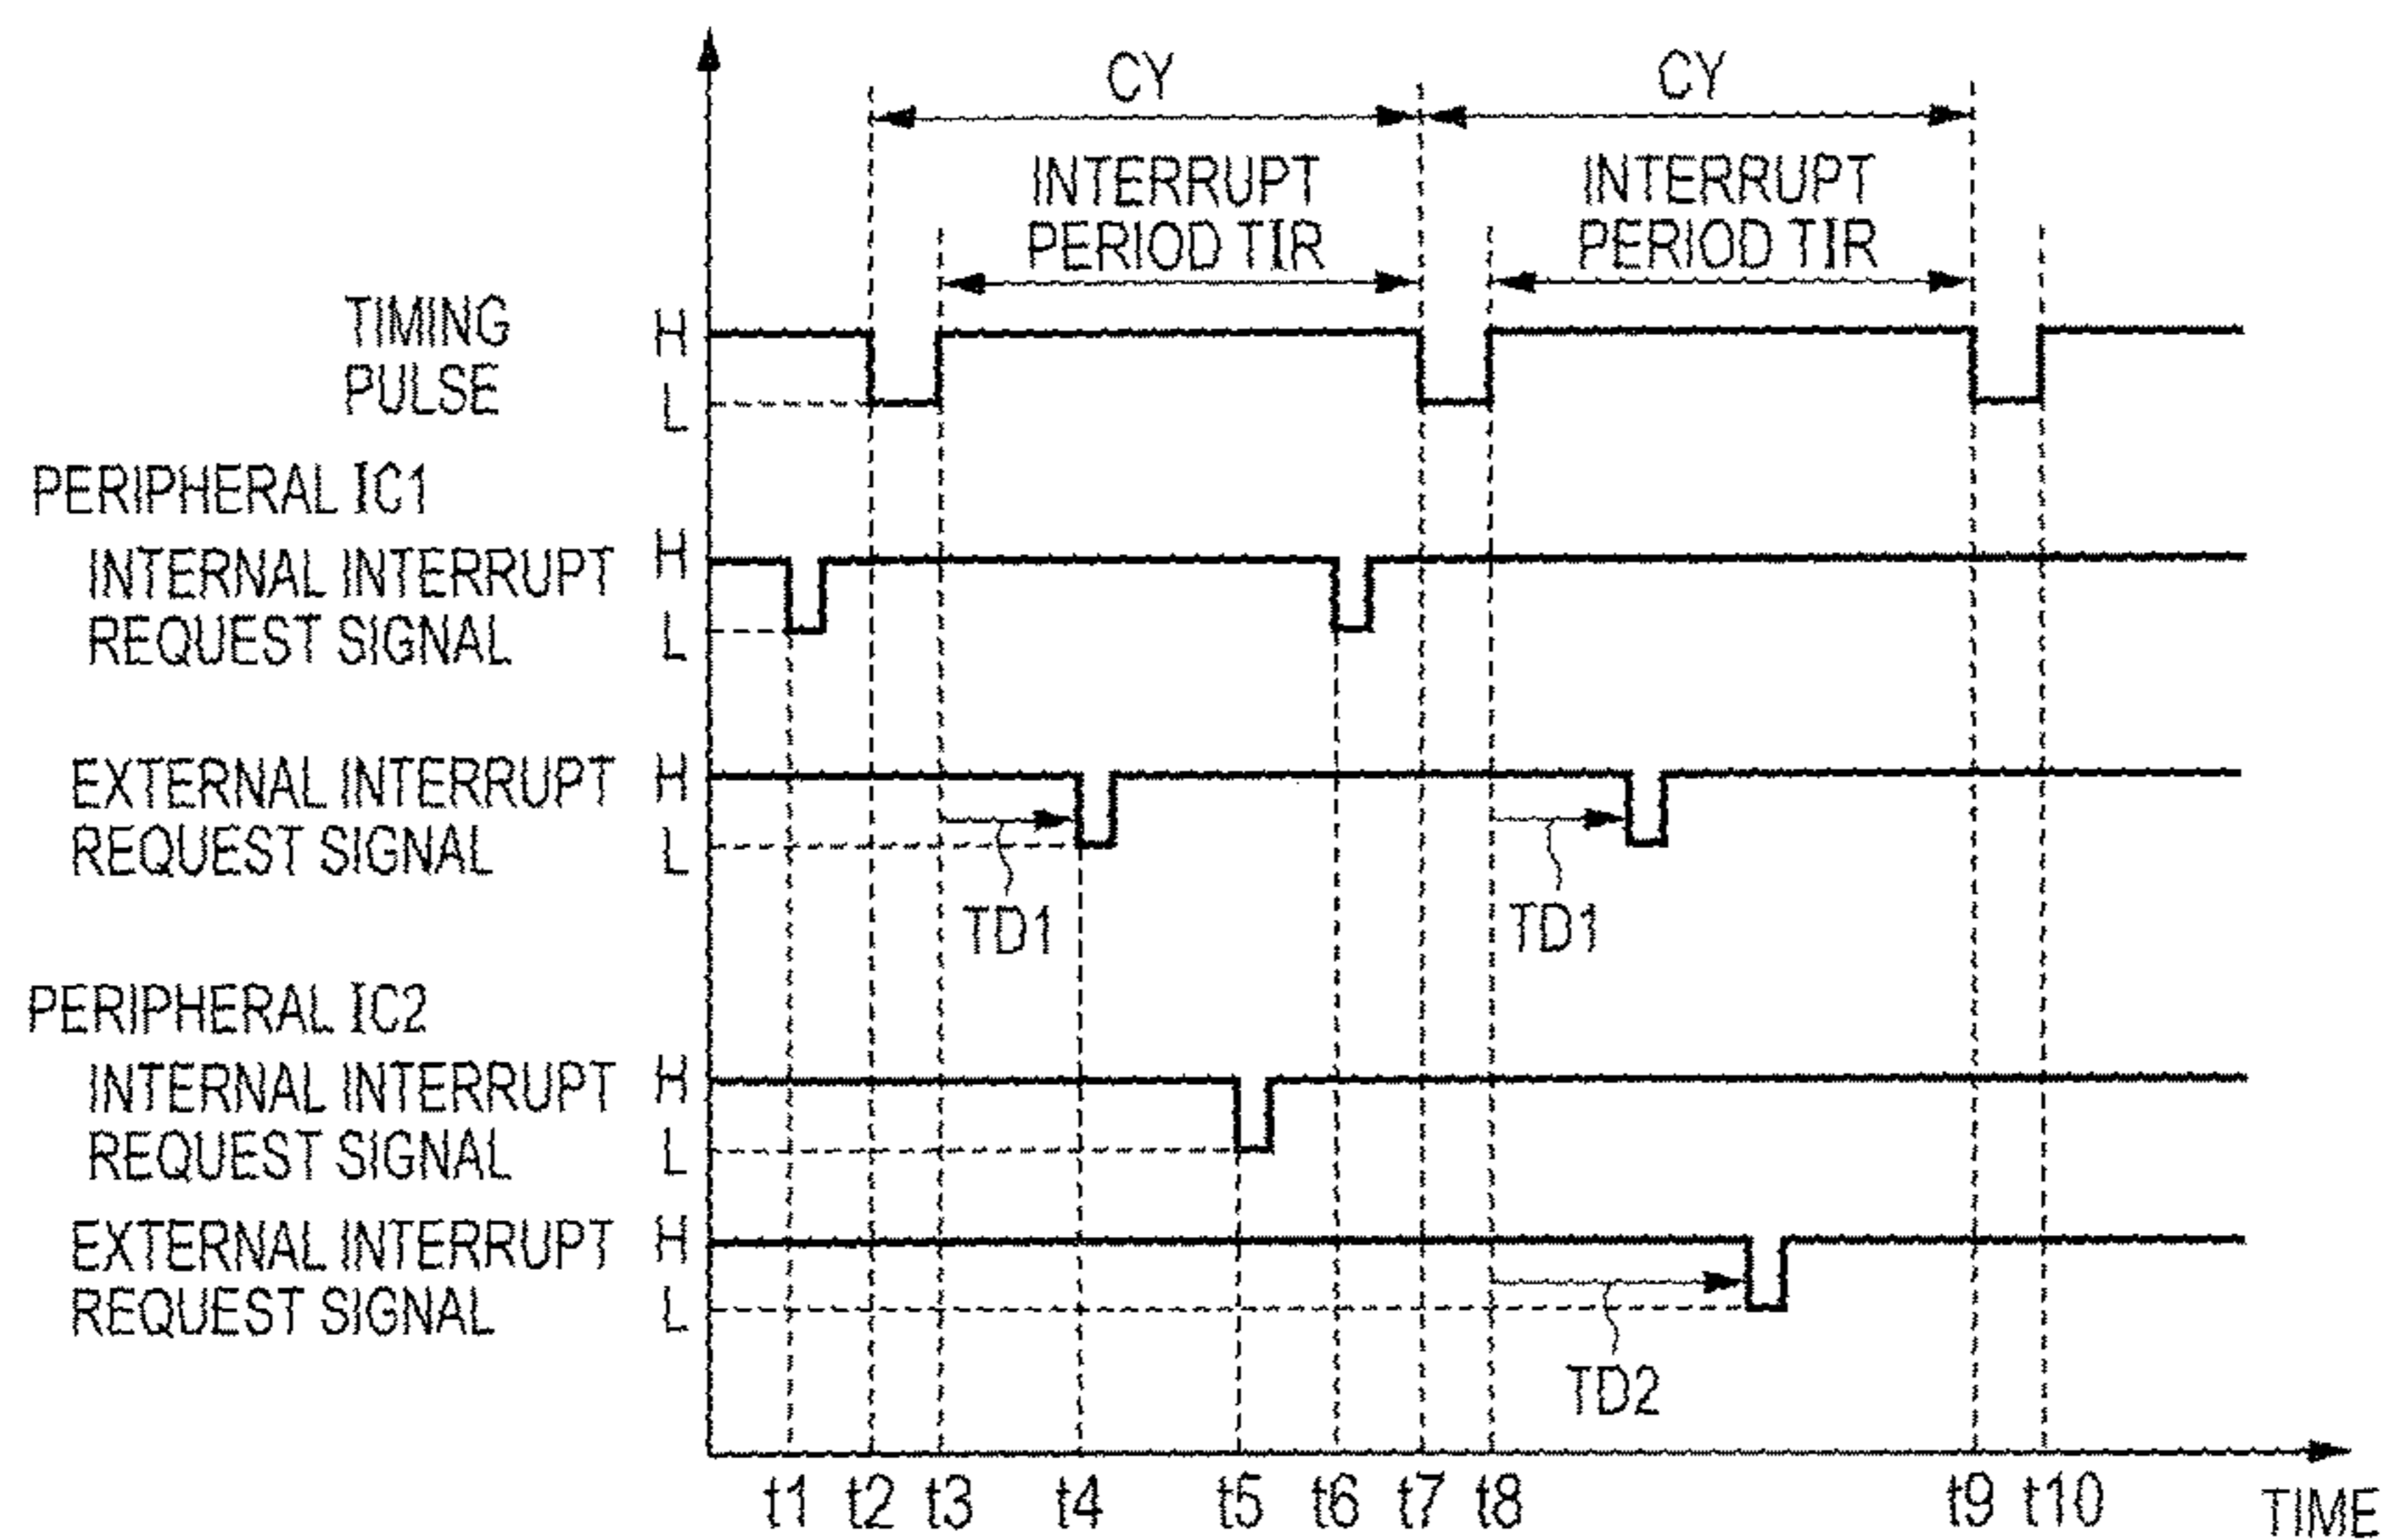 CY CY
INTERRUPT INTERRUPT
PERIOD TIR PERIOD TIR
TIMING H
PULSE L
PERIPHERAL IC1
INTERNAL INTERRUPT H
REQUEST SIGNAL L
EXTERNAL INTERRUPT H
REQUEST SIGNAL L
TD1 TD1
PERIPHERAL IC2
INTERNAL INTERRUPT H
REQUEST SIGNAL L
EXTERNAL INTERRUPT H
REQUEST SIGNAL L
TD2
t1 t2 t3 t4 t5 t6 t7 t8 t9 t10 TIME